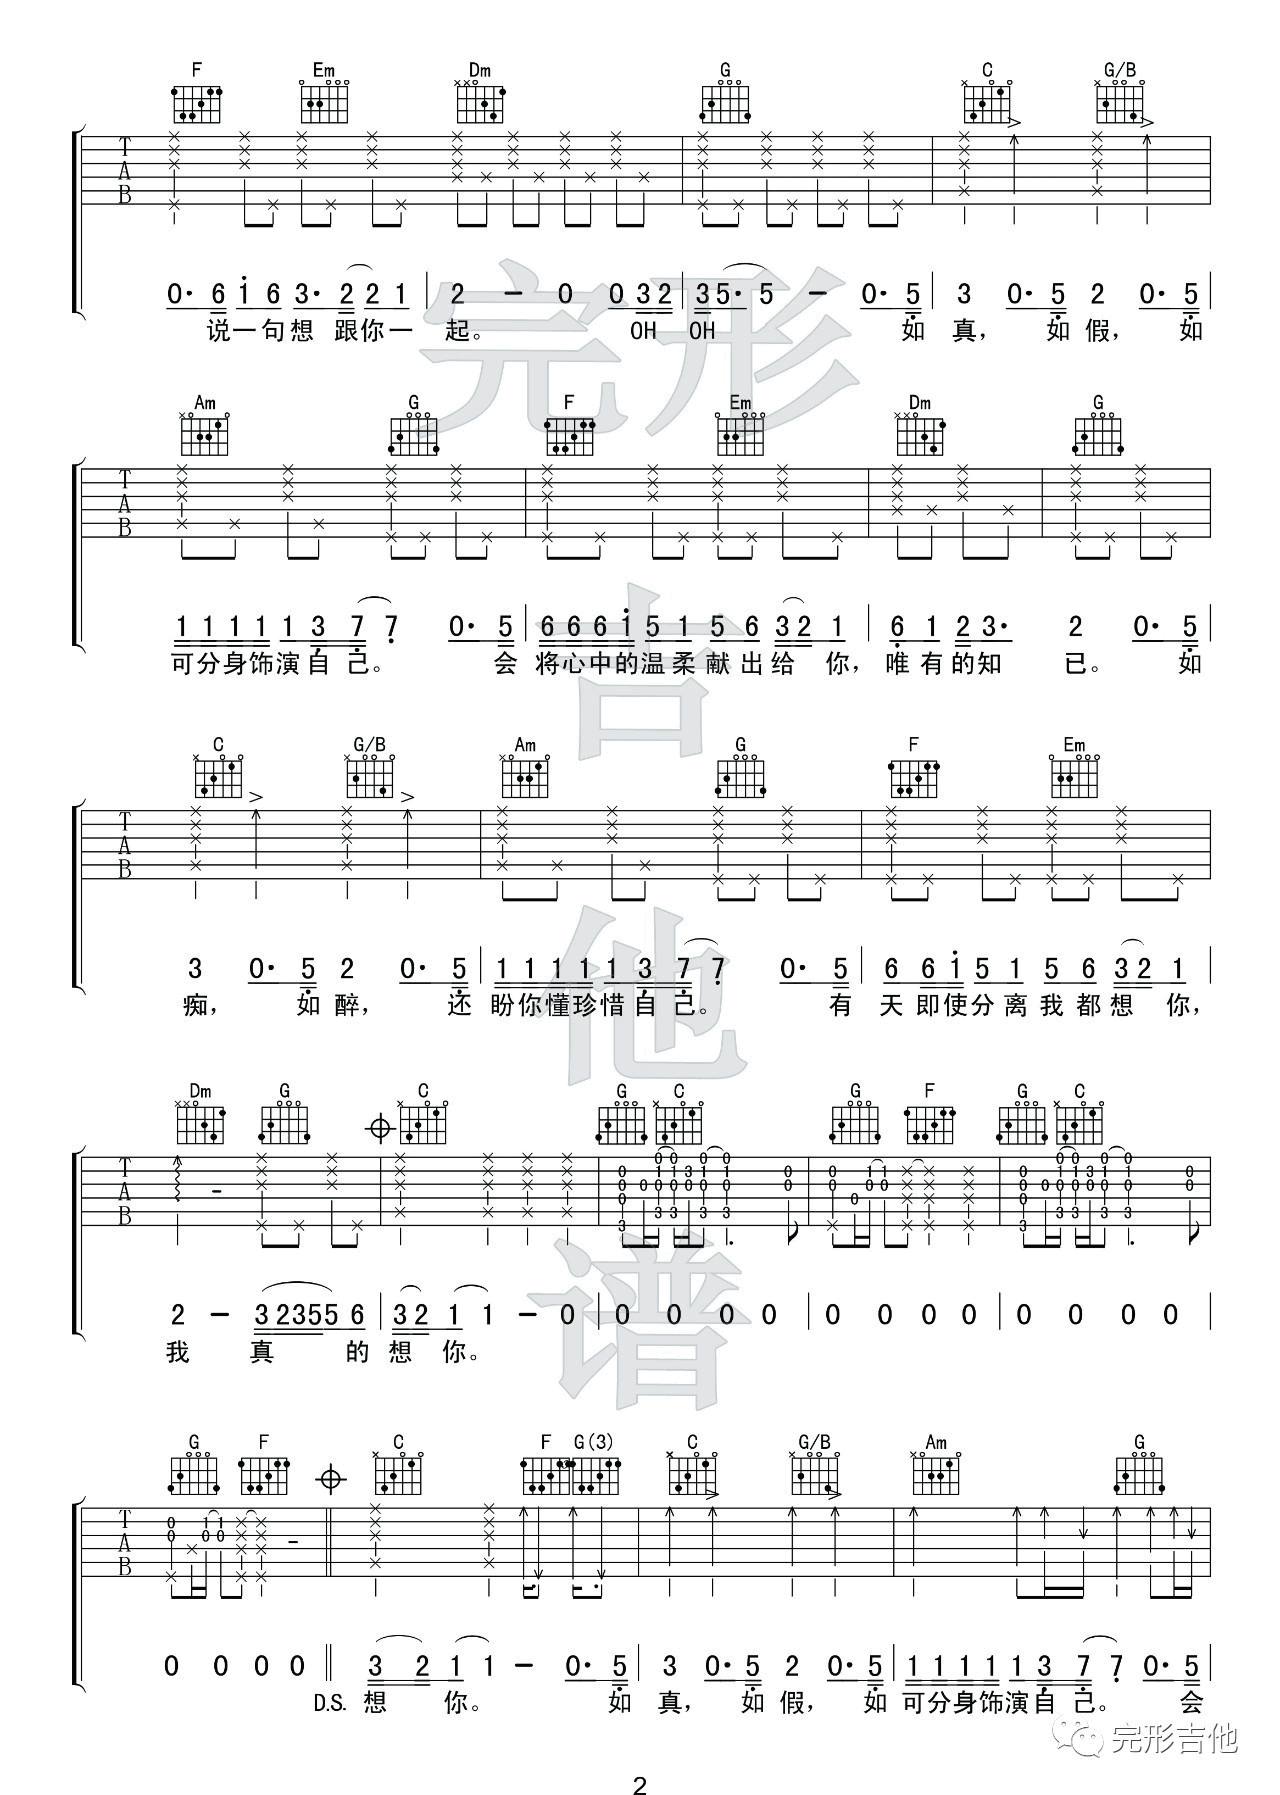 F Em Dm G C G/B
T A B
0· 6 1 6 3· 2 2 1 | 2 - 0 0 3 2 | 3 5· 5 - 0· 5 | 3 0· 5 2 0· 5
说一句想 跟你一 起。 OH OH 如 真， 如 假， 如
Am G F Em Dm G
T A B
1 1 1 1 1 3 7 7 0· 5 | 6 6 6 1 5 1 5 6 3 2 1 | 6 1 2 3· 2 0· 5
可分身饰演自己。 会 将心中的温柔献出给 你， 唯有的知 已。 如
C G/B Am G F Em
T A B
3 0· 5 2 0· 5 | 1 1 1 1 1 3 7 7 0· 5 | 6 6 1 5 1 5 6 3 2 1
痴， 如 醉， 还 盼你懂珍惜自己。 有 天即使分离我都想 你，
Dm G C G C G F G C
T A B
2 - 3 2 3 5 5 6 | 3 2 1 1 - 0 | 0 0 0 0 | 0 0 0 0 | 0 0 0 0
我 真 的 想 你。
G F C F G(3) C G/B Am G
T A B
0 0 0 0 || 3 2 1 1 - 0· 5 | 3 0· 5 2 0· 5 | 1 1 1 1 1 3 7 7 0· 5
D.S. 想 你。 如 真， 如 假， 如 可分身饰演自己。 会
完形吉他谱
完形吉他
2